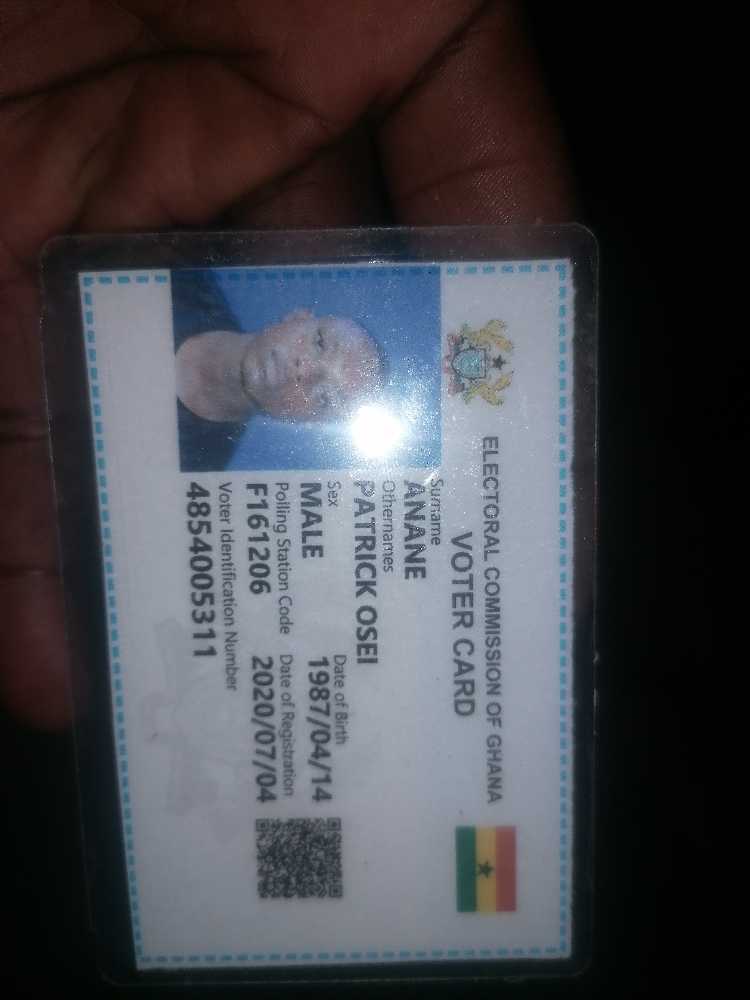 ELECTORAL COMMISSION OF GHANA
VOTER CARD
Surname
ANANE
Othernames
PATRICK OSEI
Sex Date of Birth
MALE 1987/04/14
Polling Station Code Date of Registration
F161206 2020/07/04
Voter Identification Number
4854005311